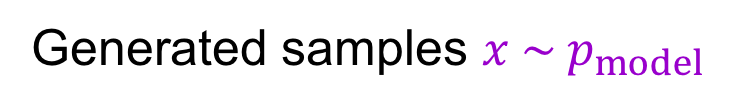 Generated samples x ~ p_model